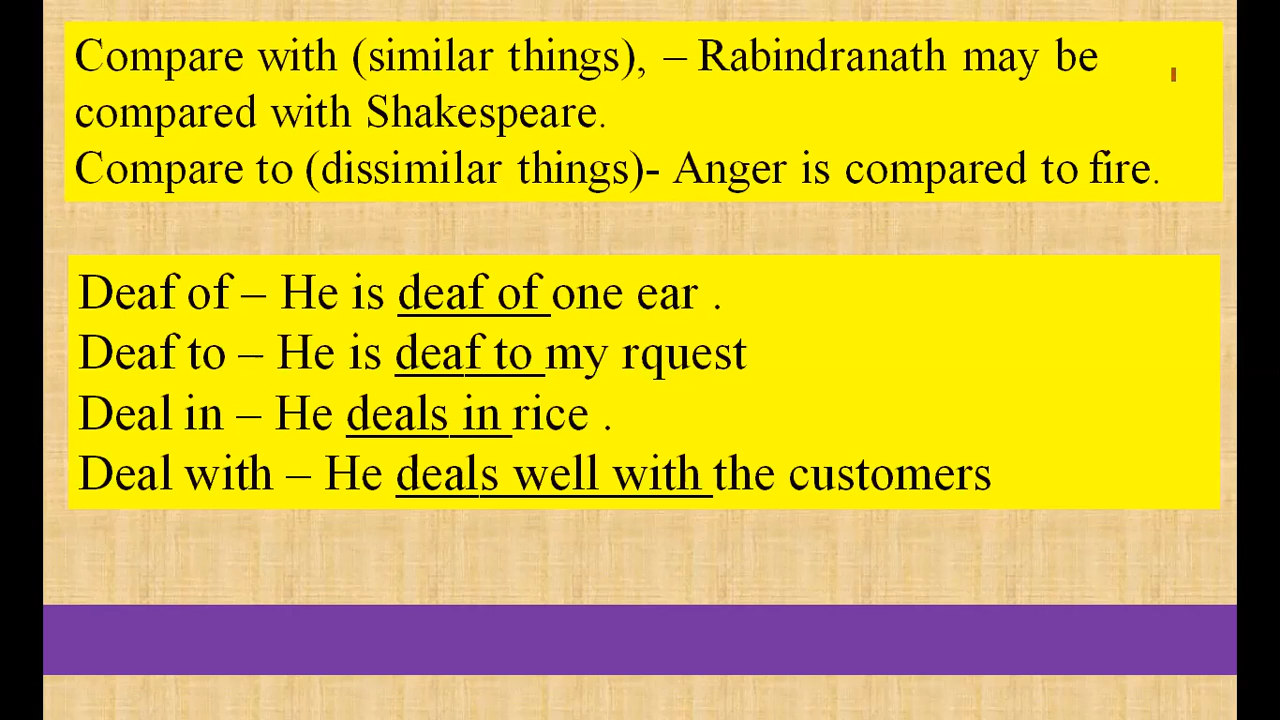 Compare with (similar things), – Rabindranath may be
compared with Shakespeare.
Compare to (dissimilar things)- Anger is compared to fire.
Deaf of – He is deaf of one ear .
Deaf to – He is deaf to my rquest
Deal in – He deals in rice .
Deal with – He deals well with the customers